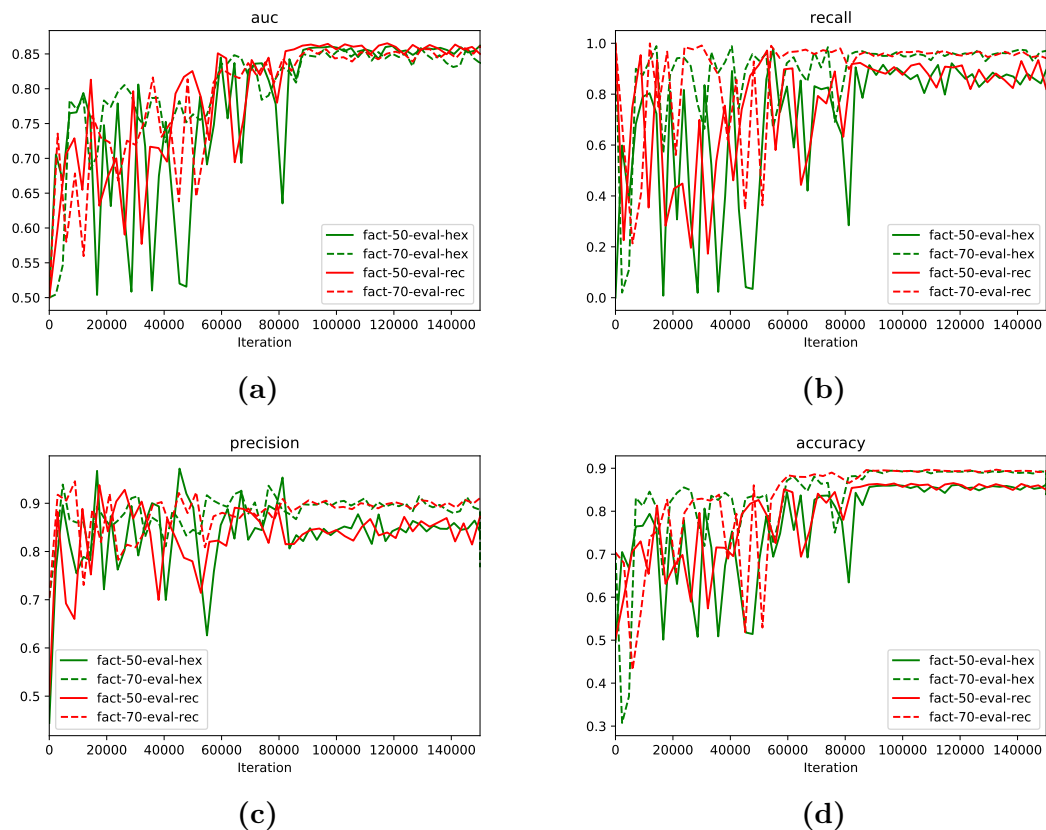 auc
0.85
0.80
0.75
0.70
0.65
0.60
0.55
0.50
fact-50-eval-hex
fact-70-eval-hex
fact-50-eval-rec
fact-70-eval-rec
0 20000 40000 60000 80000 100000 120000 140000
Iteration
(a)
recall
1.0
0.8
0.6
0.4
0.2
0.0
fact-50-eval-hex
fact-70-eval-hex
fact-50-eval-rec
fact-70-eval-rec
0 20000 40000 60000 80000 100000 120000 140000
Iteration
(b)
precision
0.9
0.8
0.7
0.6
0.5
fact-50-eval-hex
fact-70-eval-hex
fact-50-eval-rec
fact-70-eval-rec
0 20000 40000 60000 80000 100000 120000 140000
Iteration
(c)
accuracy
0.9
0.8
0.7
0.6
0.5
0.4
0.3
fact-50-eval-hex
fact-70-eval-hex
fact-50-eval-rec
fact-70-eval-rec
0 20000 40000 60000 80000 100000 120000 140000
Iteration
(d)